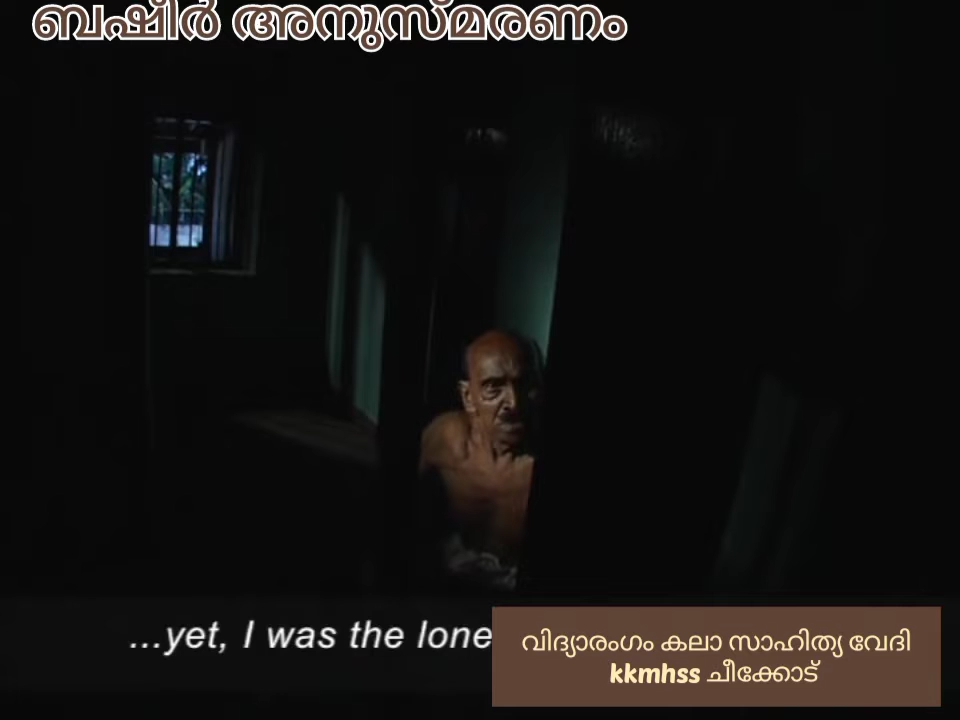 ബഷീർ അനുസ്മരണം
...yet, I was the lone
വിദ്യാരംഗം കലാ സാഹിത്യ വേദി
kkmhss ചീക്കോട്